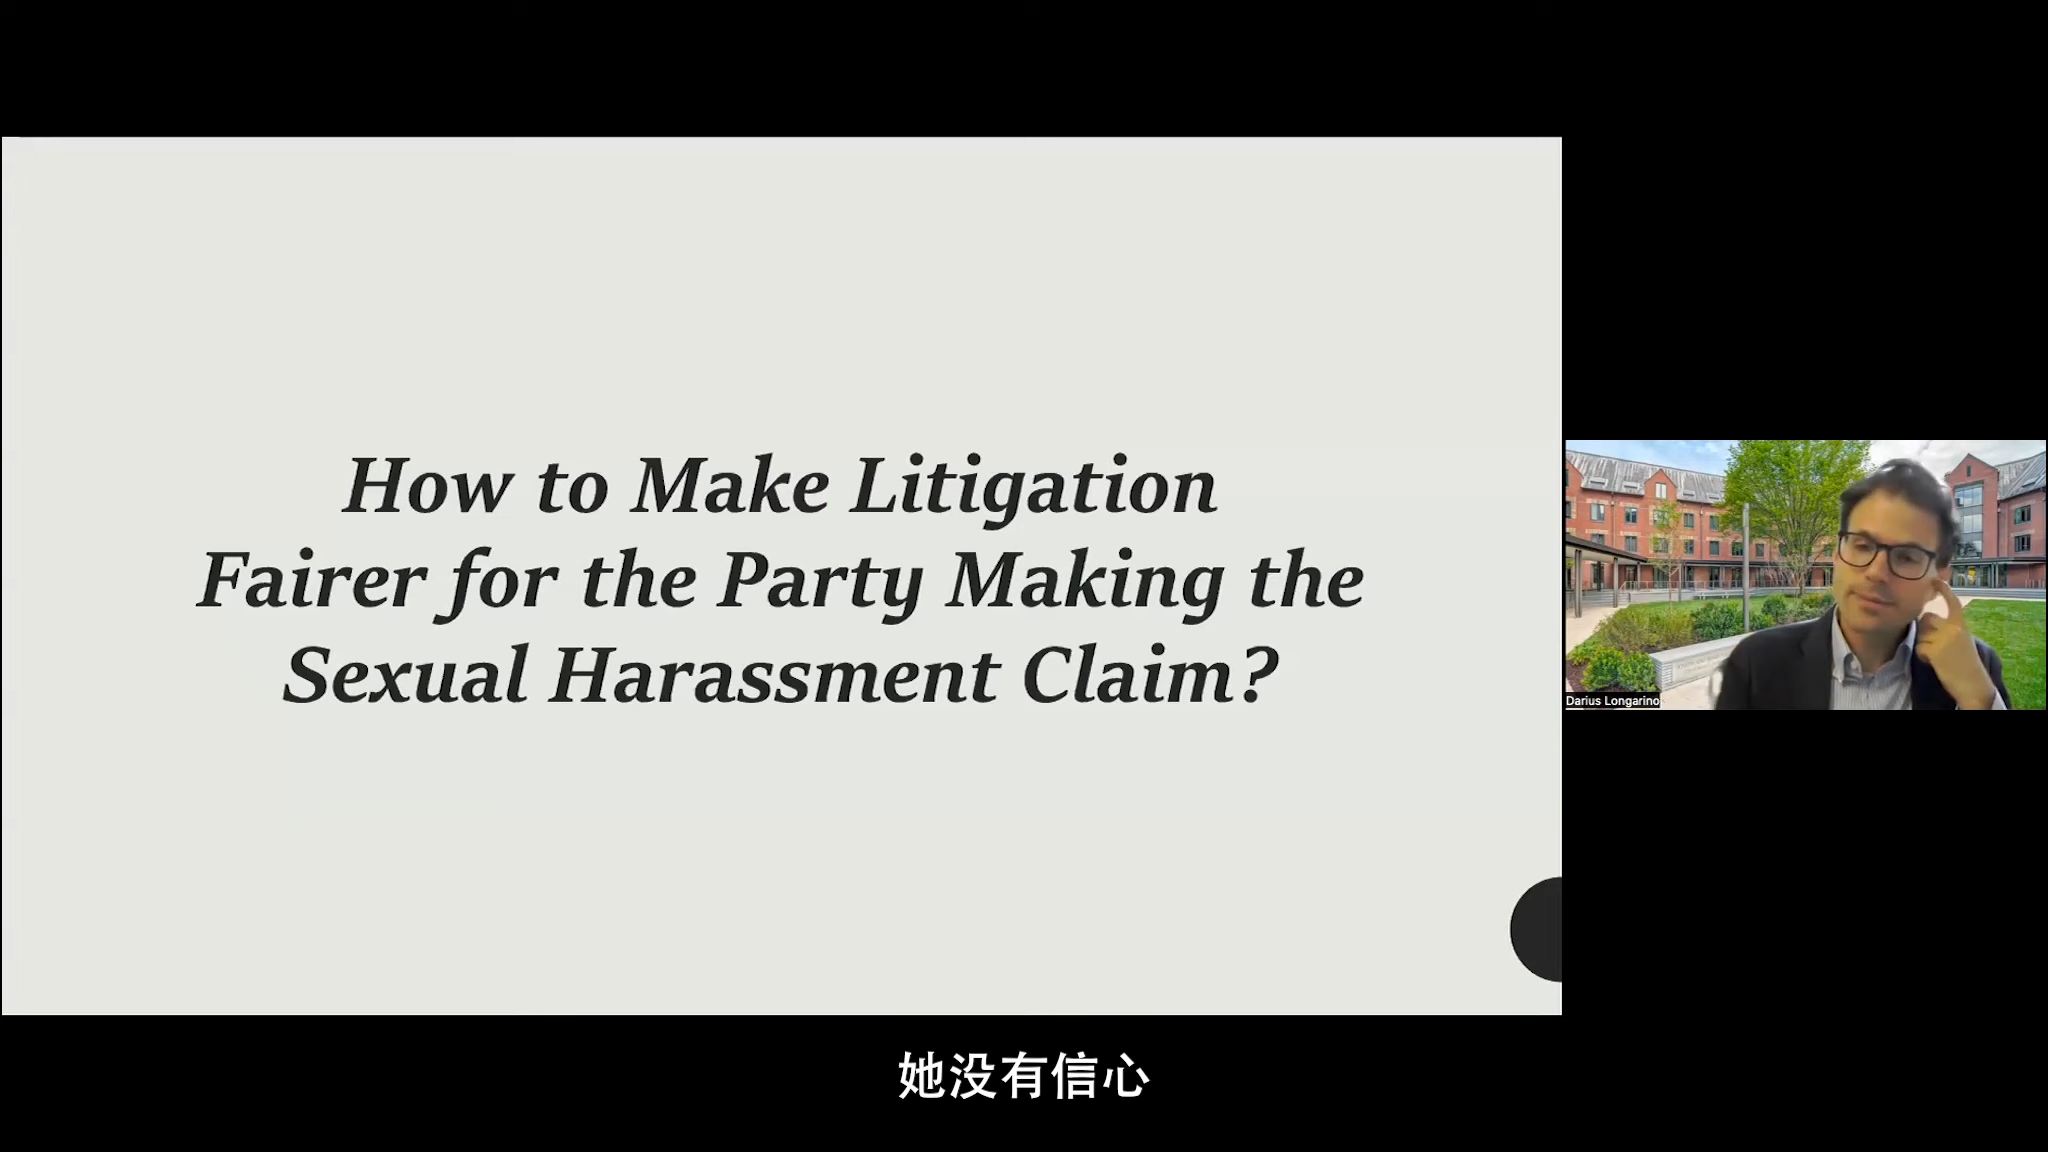 How to Make Litigation
Fairer for the Party Making the
Sexual Harassment Claim?
Darius Longarino
她没有信心